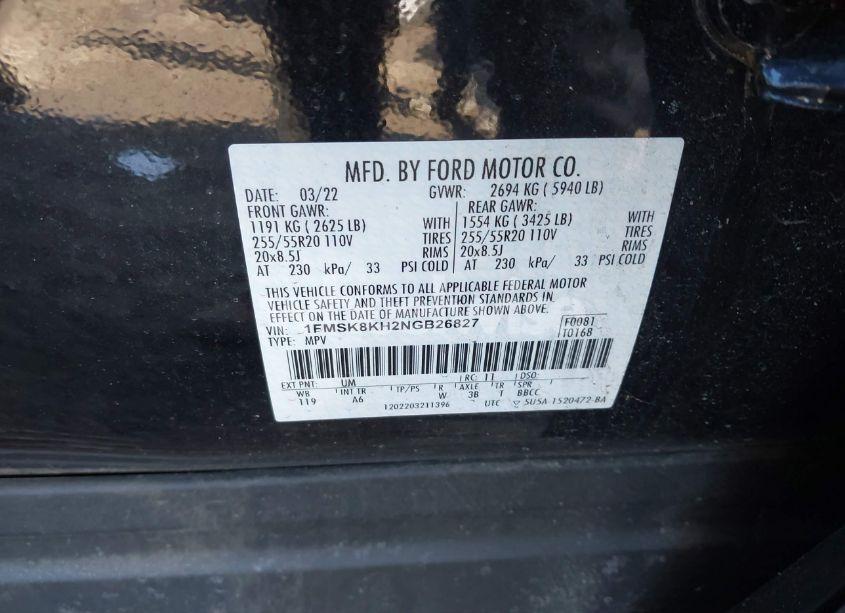 MFD. BY FORD MOTOR CO.
DATE: 03/22 GVWR: 2694 KG ( 5940 LB)
FRONT GAWR: REAR GAWR:
1191 KG ( 2625 LB) WITH 1554 KG ( 3425 LB) WITH
255/55R20 110V TIRES 255/55R20 110V TIRES
20x8.5J RIMS 20x8.5J RIMS
AT 230 kPa/ 33 PSI COLD AT 230 kPa/ 33 PSI COLD
THIS VEHICLE CONFORMS TO ALL APPLICABLE FEDERAL MOTOR
VEHICLE SAFETY AND THEFT PREVENTION STANDARDS IN
EFFECT ON THE DATE OF MANUFACTURE SHOWN ABOVE.
VIN: 1FMSK8KH2NGB26827 F0081
TYPE: MPV T0168
EXT PNT: UM RC: 11 DSO:
WB INT TR TP/PS R AXLE TR SPR
119 A6 W 3B T BBCC
1202203211396 UTC SU5A-1520472-BA